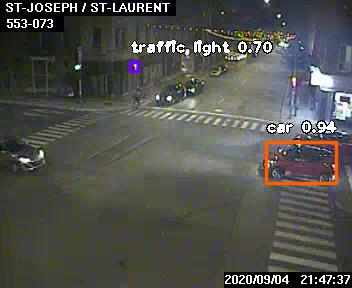 ST-JOSEPH / ST-LAURENT
553-073
traffic light 0.70
car 0.94
2020/09/04 21:47:37